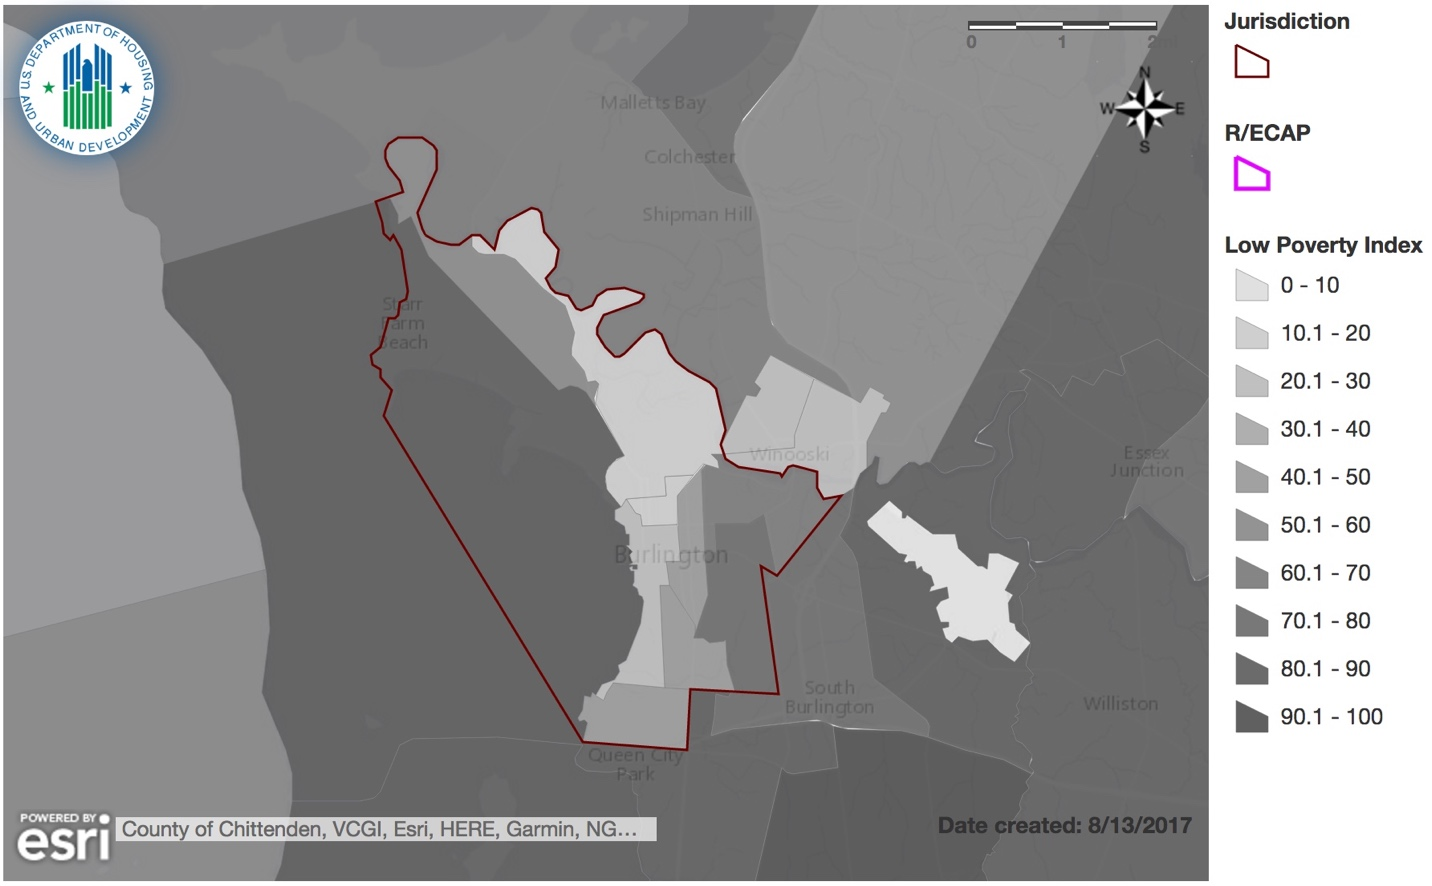 U.S. DEPARTMENT OF HOUSING
AND URBAN DEVELOPMENT
0 1 2mi
N
W E
S
Malletts Bay
Colchester
Shipman Hill
Starr
Farm
Beach
Winooski
Essex
Junction
Burlington
South
Burlington
Williston
Queen City
Park
POWERED BY
esri
County of Chittenden, VCGI, Esri, HERE, Garmin, NG...
Date created: 8/13/2017
Jurisdiction
R/ECAP
Low Poverty Index
0 - 10
10.1 - 20
20.1 - 30
30.1 - 40
40.1 - 50
50.1 - 60
60.1 - 70
70.1 - 80
80.1 - 90
90.1 - 100